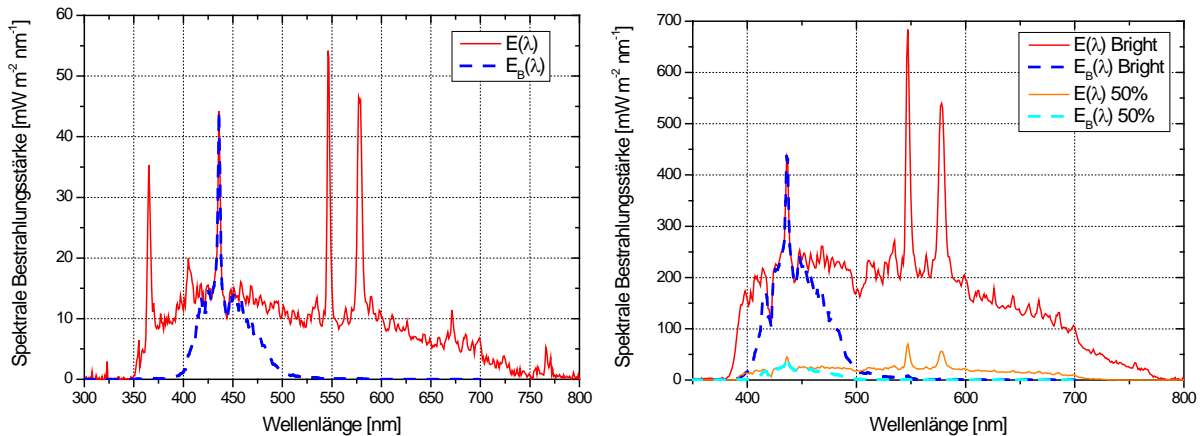 Spektrale Bestrahlungsstärke [mW m⁻² nm⁻¹]
60
50
40
30
20
10
0
300 350 400 450 500 550 600 650 700 750 800
Wellenlänge [nm]
E(λ)
E_B(λ)
Spektrale Bestrahlungsstärke [mW m⁻² nm⁻¹]
700
600
500
400
300
200
100
0
400 500 600 700 800
Wellenlänge [nm]
E(λ) Bright
E_B(λ) Bright
E(λ) 50%
E_B(λ) 50%